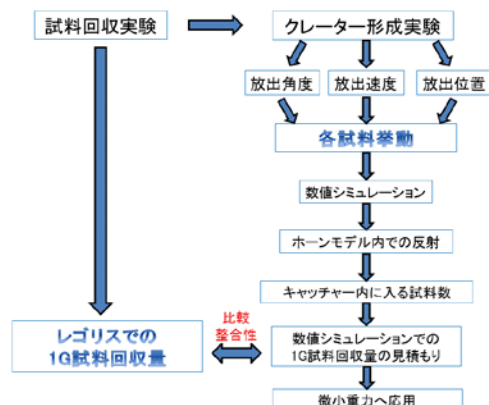 試料回収実験
クレーター形成実験
放出角度
放出速度
放出位置
各試料挙動
数値シミュレーション
ホーンモデル内での反射
キャッチャー内に入る試料数
比較
整合性
レゴリスでの
1G試料回収量
数値シミュレーションでの
1G試料回収量の見積もり
微小重力へ応用